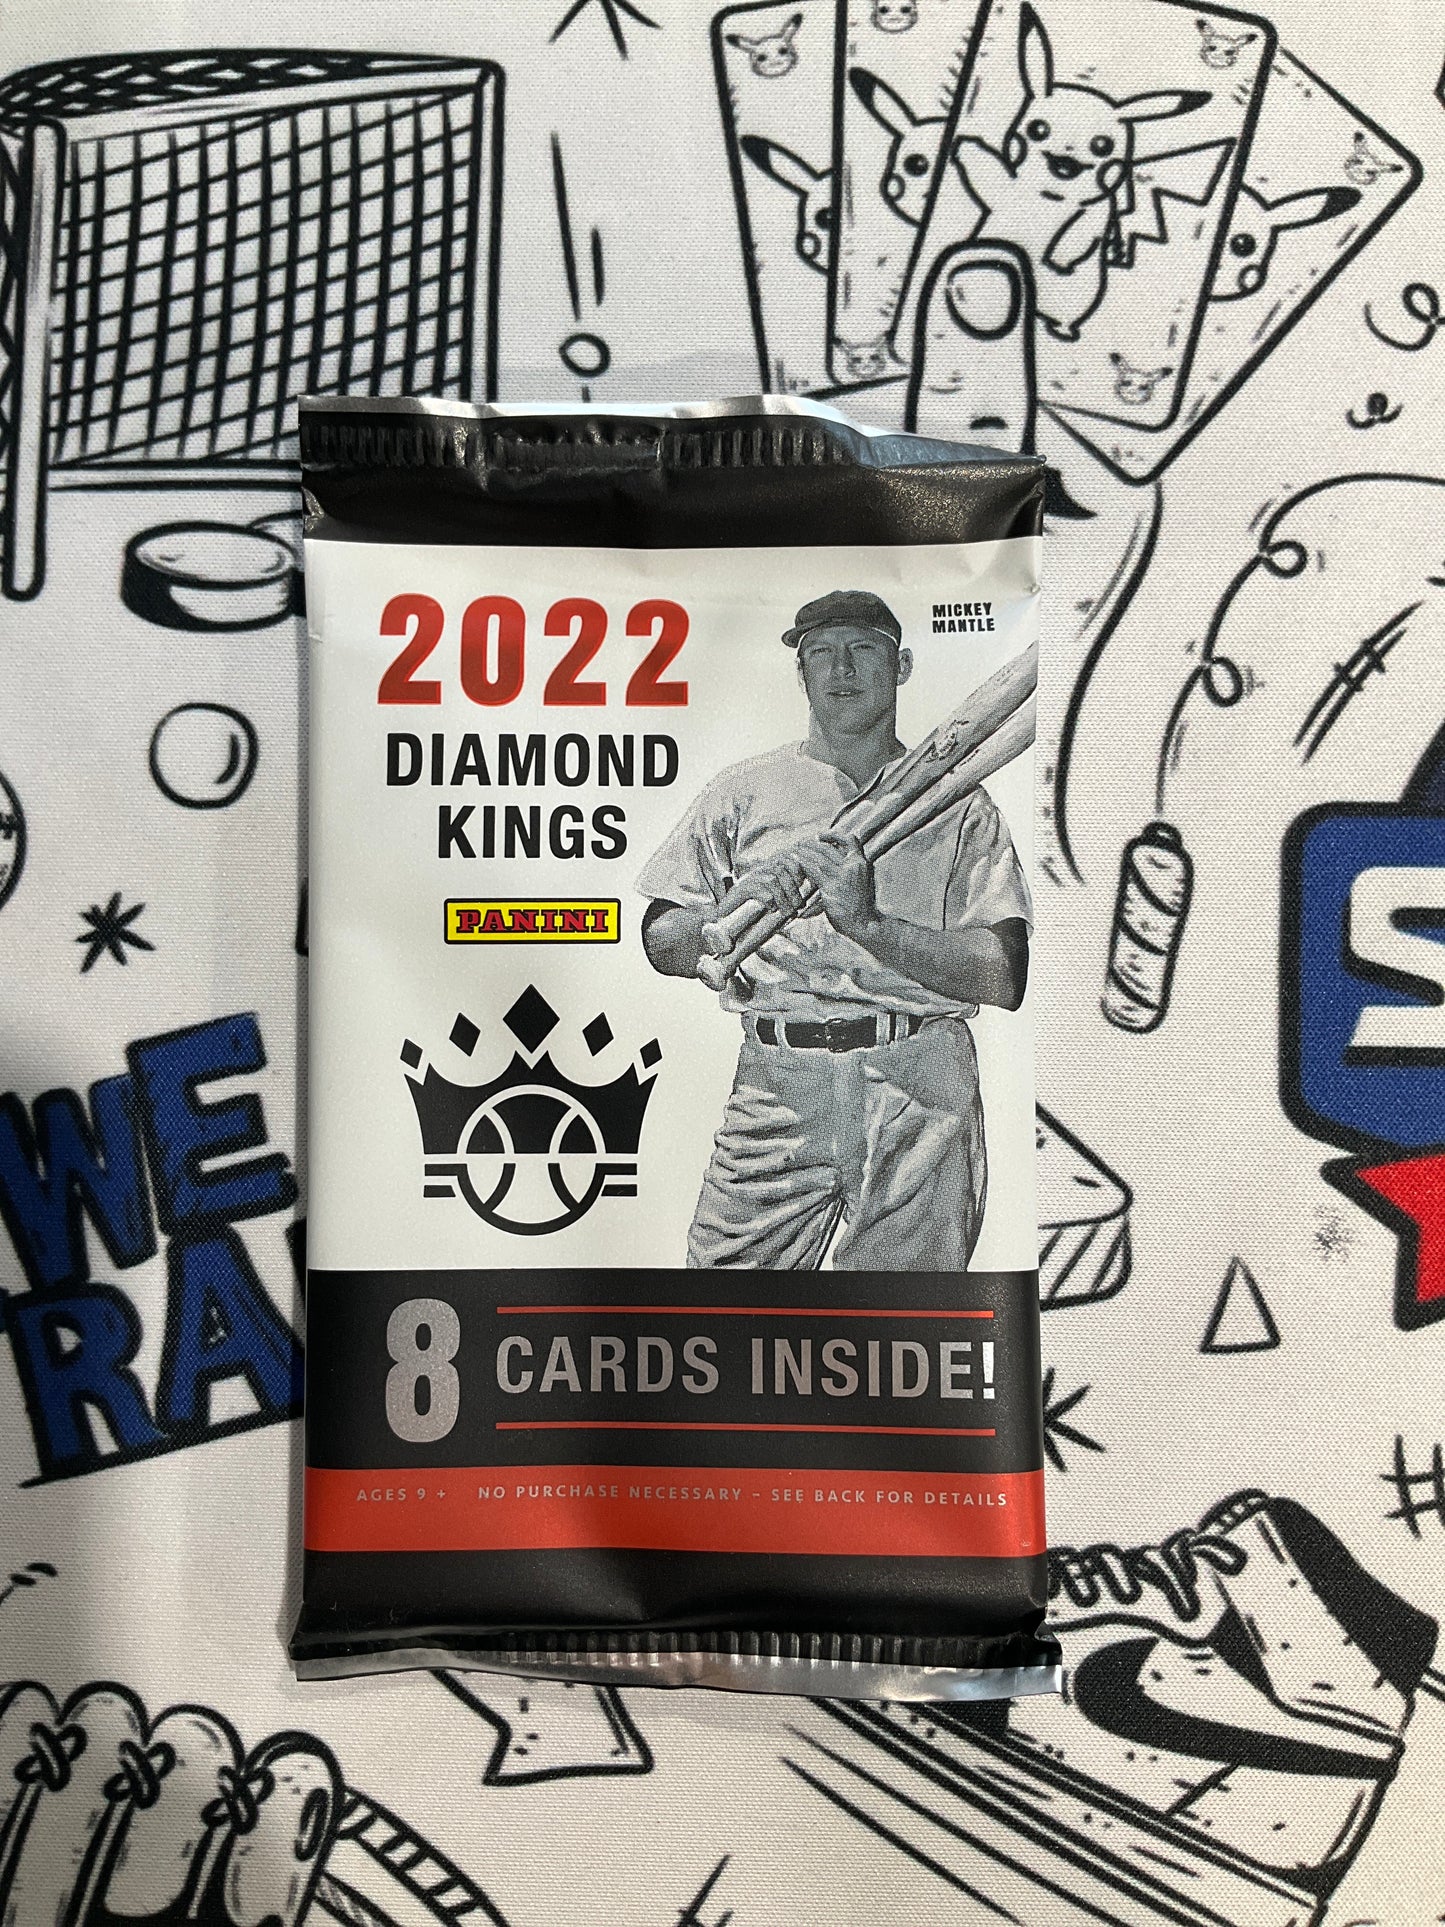 2022
MICKEY
MANTLE
DIAMOND
KINGS
PANINI
WE
8 CARDS INSIDE!
AGES 9 + NO PURCHASE NECESSARY – SEE BACK FOR DETAILS
#